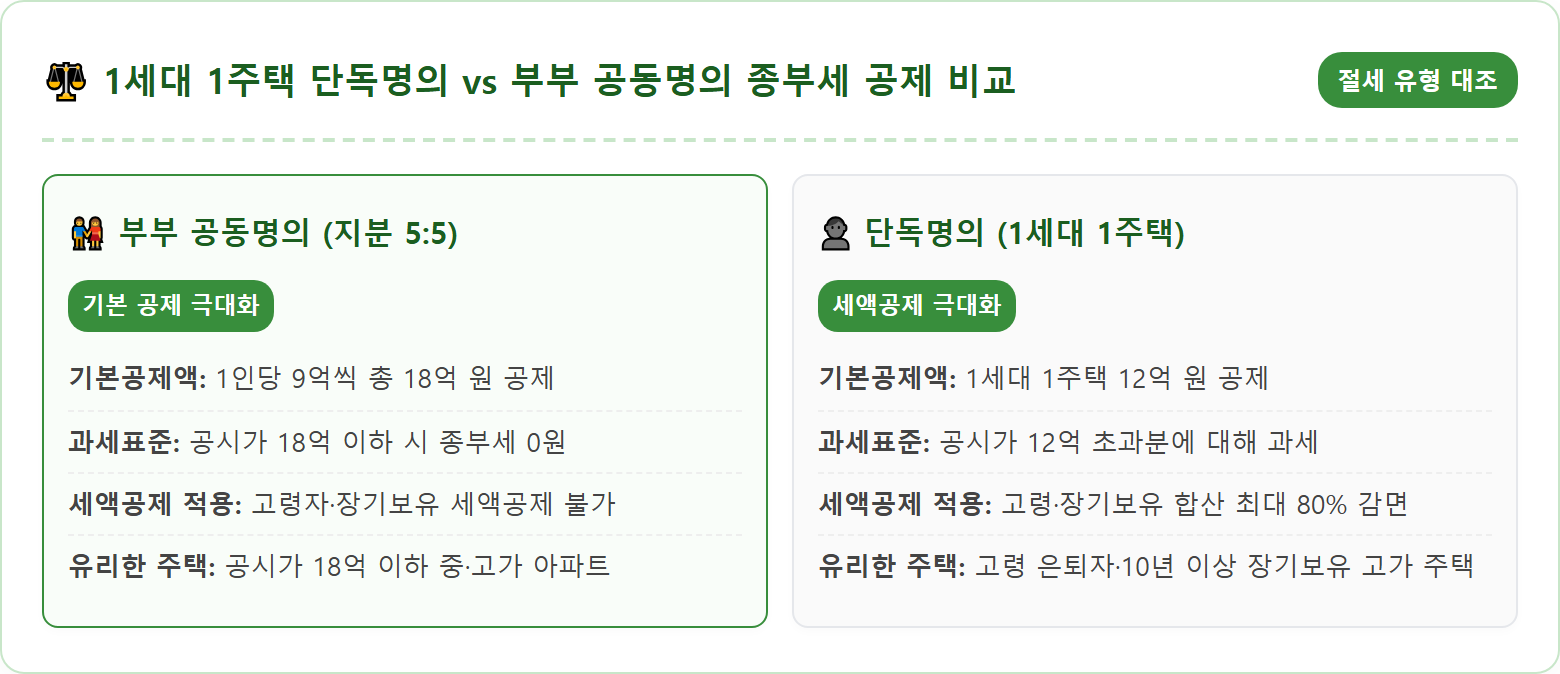 1세대 1주택 단독명의 vs 부부 공동명의 종부세 공제 비교
절세 유형 대조
부부 공동명의 (지분 5:5)
기본 공제 극대화
기본공제액: 1인당 9억씩 총 18억 원 공제
과세표준: 공시가 18억 이하 시 종부세 0원
세액공제 적용: 고령자·장기보유 세액공제 불가
유리한 주택: 공시가 18억 이하 중·고가 아파트
단독명의 (1세대 1주택)
세액공제 극대화
기본공제액: 1세대 1주택 12억 원 공제
과세표준: 공시가 12억 초과분에 대해 과세
세액공제 적용: 고령·장기보유 합산 최대 80% 감면
유리한 주택: 고령 은퇴자·10년 이상 장기보유 고가 주택